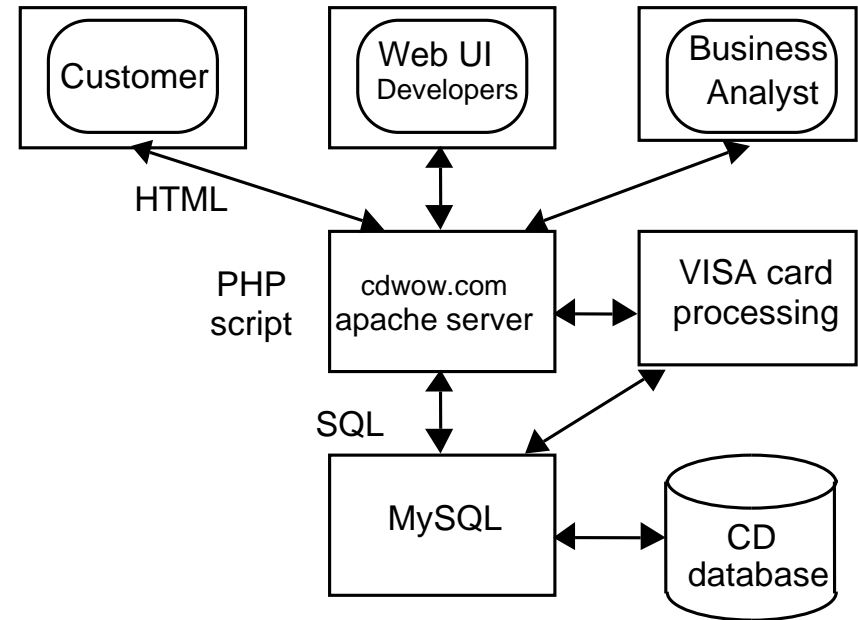 Customer
Web UI
Developers
Business
Analyst
HTML
PHP
script
cdwow.com
apache server
VISA card
processing
SQL
MySQL
CD
database